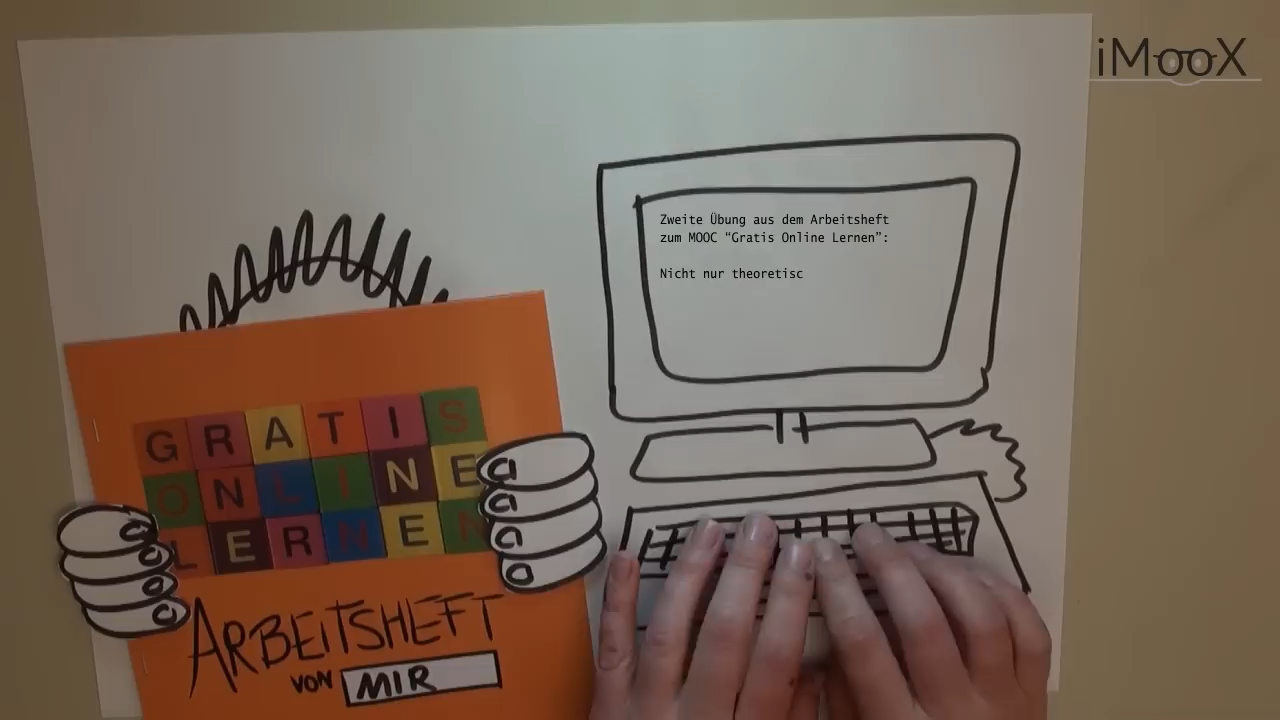 iMooX
Zweite Übung aus dem Arbeitsheft
zum MOOC “Gratis Online Lernen”:
Nicht nur theoretisc
GRATIS
ONLINE
LERNEN
ARBEITSHEFT
VON MIR